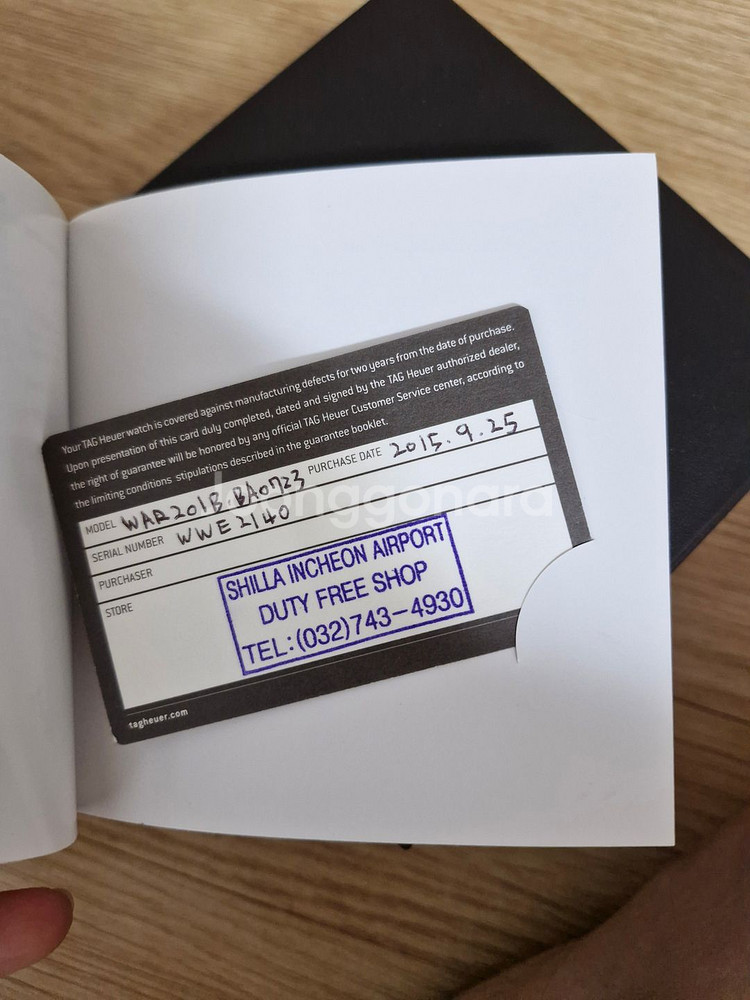 Your TAG Heuer watch is covered against manufacturing defects for two years from the date of purchase.
Upon presentation of this card duly completed, dated and signed by the TAG Heuer authorized dealer,
the right of guarantee will be honored by any official TAG Heuer Customer Service center, according to
the limiting conditions stipulations described in the guarantee booklet.
MODEL WAR201B.BA0723 PURCHASE DATE 2015.9.25
SERIAL NUMBER WWE2140
PURCHASER
STORE
SHILLA INCHEON AIRPORT
DUTY FREE SHOP
TEL:(032)743-4930
tagheuer.com
joonggonara